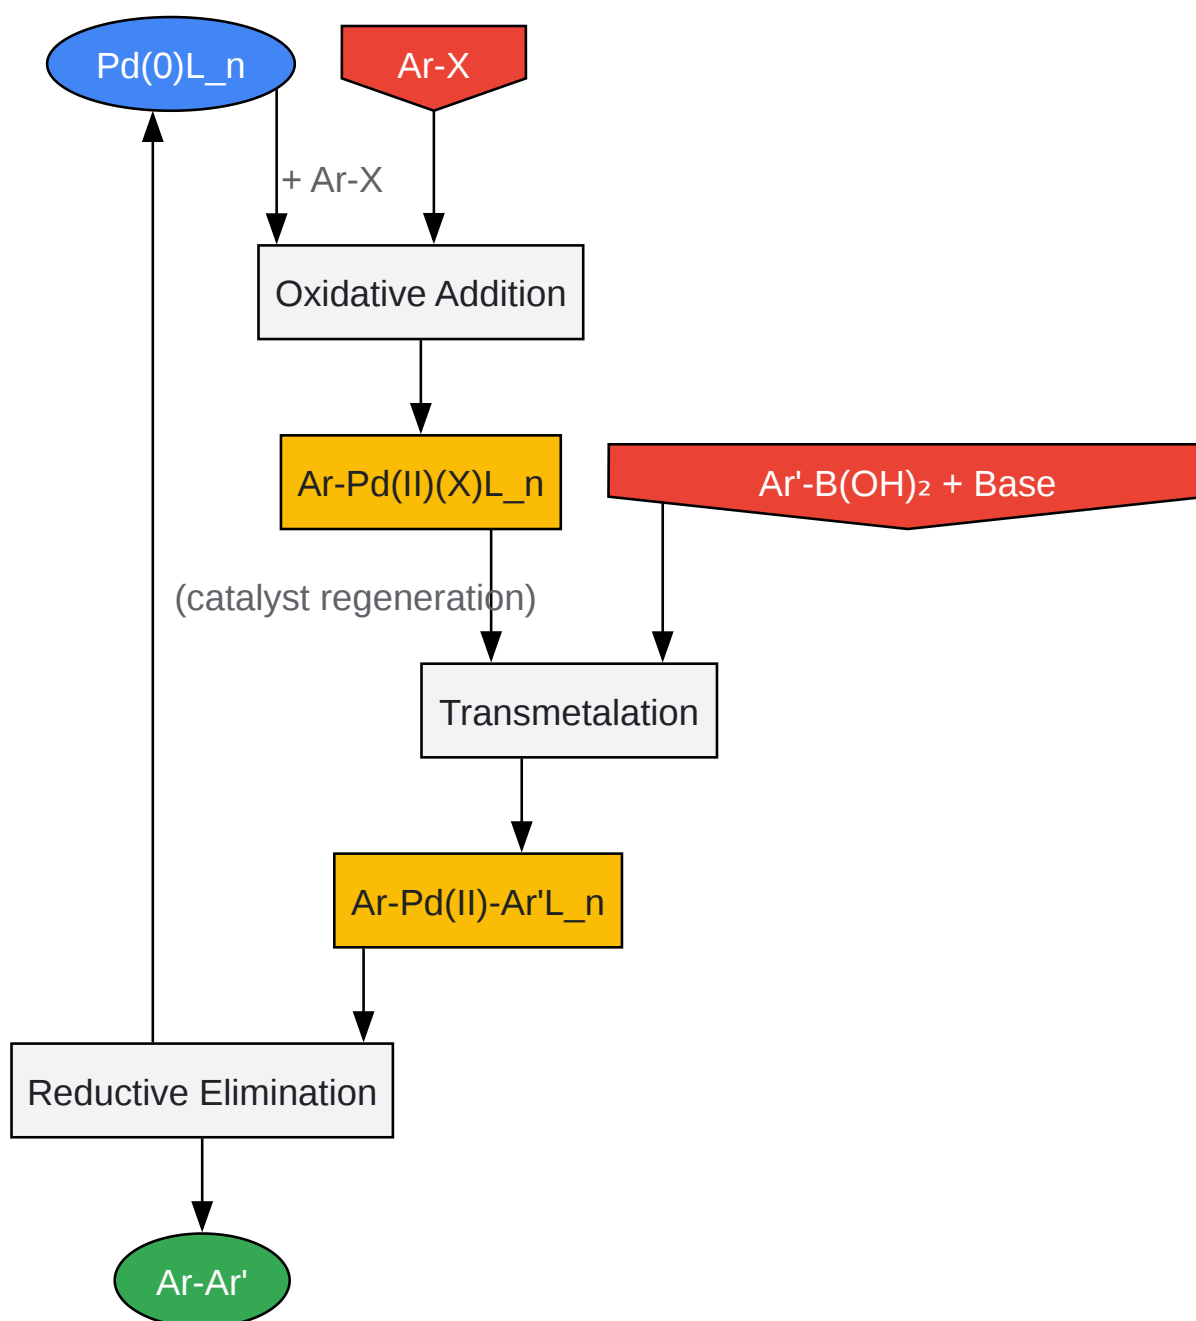 Pd(0)L_n
Ar-X
+ Ar-X
Oxidative Addition
Ar-Pd(II)(X)L_n
Ar'-B(OH)₂ + Base
(catalyst regeneration)
Transmetalation
Ar-Pd(II)-Ar'L_n
Reductive Elimination
Ar-Ar'